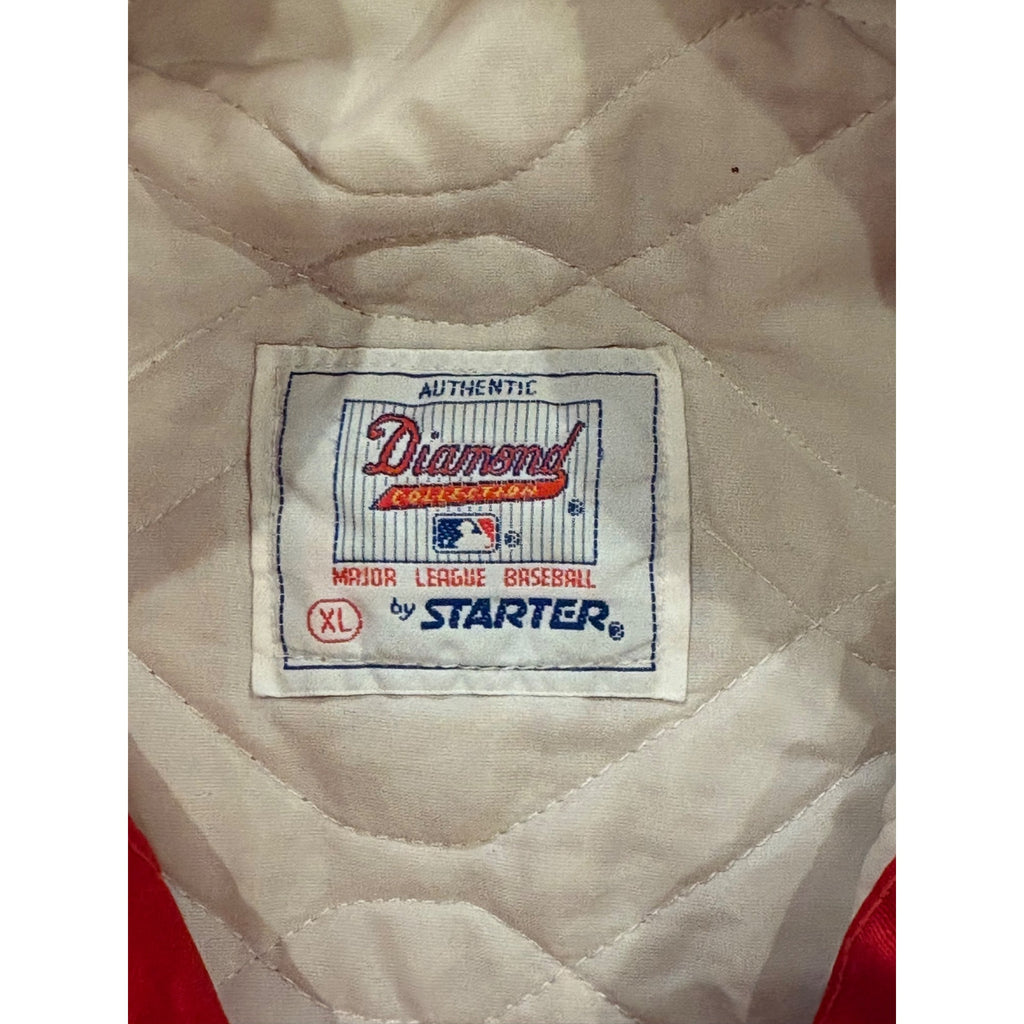 AUTHENTIC
Diamond
COLLECTION
MAJOR LEAGUE BASEBALL
XL
by STARTER